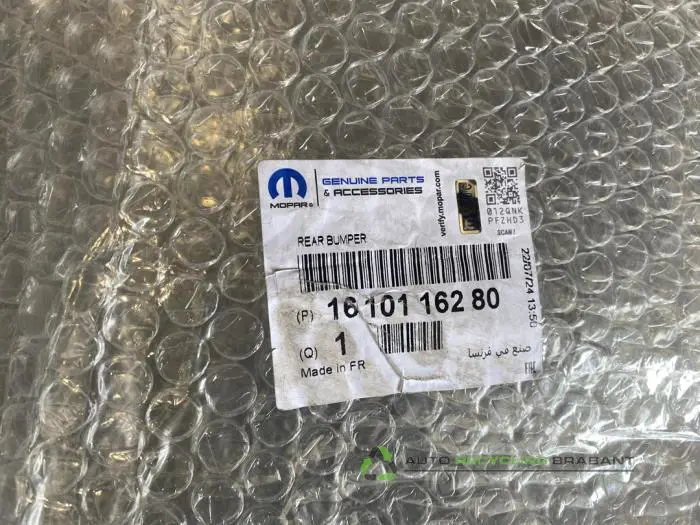 MOPAR®
GENUINE PARTS
& ACCESSORIES
verify.mopar.com
012QNK
PFZHD3
SCAN!
REAR BUMPER
(P) 16 101 162 80
(Q) 1
Made in FR
صنع في فرنسا
22/07/24 13:50
EAC
AUTO RECYCLING BRABANT